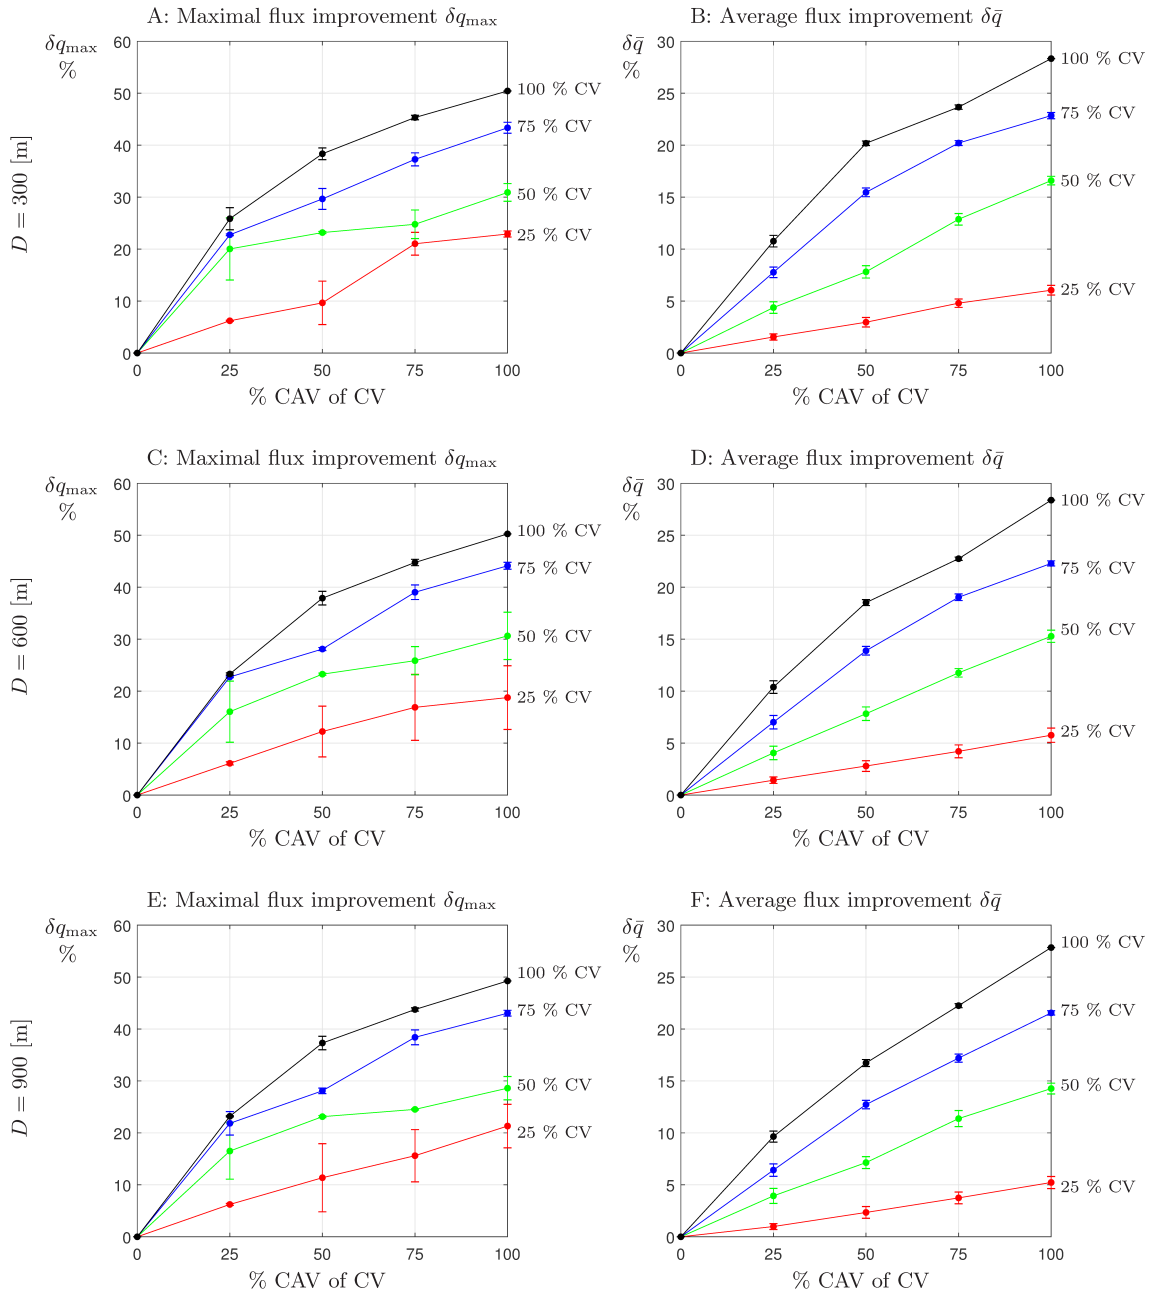 A: Maximal flux improvement δq_max
δq_max
%
60
50
40
30
20
10
0
0 25 50 75 100
% CAV of CV
100 % CV
75 % CV
50 % CV
25 % CV
D = 300 [m]
B: Average flux improvement δq̄
δq̄
%
30
25
20
15
10
5
0
0 25 50 75 100
% CAV of CV
100 % CV
75 % CV
50 % CV
25 % CV
C: Maximal flux improvement δq_max
δq_max
%
60
50
40
30
20
10
0
0 25 50 75 100
% CAV of CV
100 % CV
75 % CV
50 % CV
25 % CV
D = 600 [m]
D: Average flux improvement δq̄
δq̄
%
30
25
20
15
10
5
0
0 25 50 75 100
% CAV of CV
100 % CV
75 % CV
50 % CV
25 % CV
E: Maximal flux improvement δq_max
δq_max
%
60
50
40
30
20
10
0
0 25 50 75 100
% CAV of CV
100 % CV
75 % CV
50 % CV
25 % CV
D = 900 [m]
F: Average flux improvement δq̄
δq̄
%
30
25
20
15
10
5
0
0 25 50 75 100
% CAV of CV
100 % CV
75 % CV
50 % CV
25 % CV